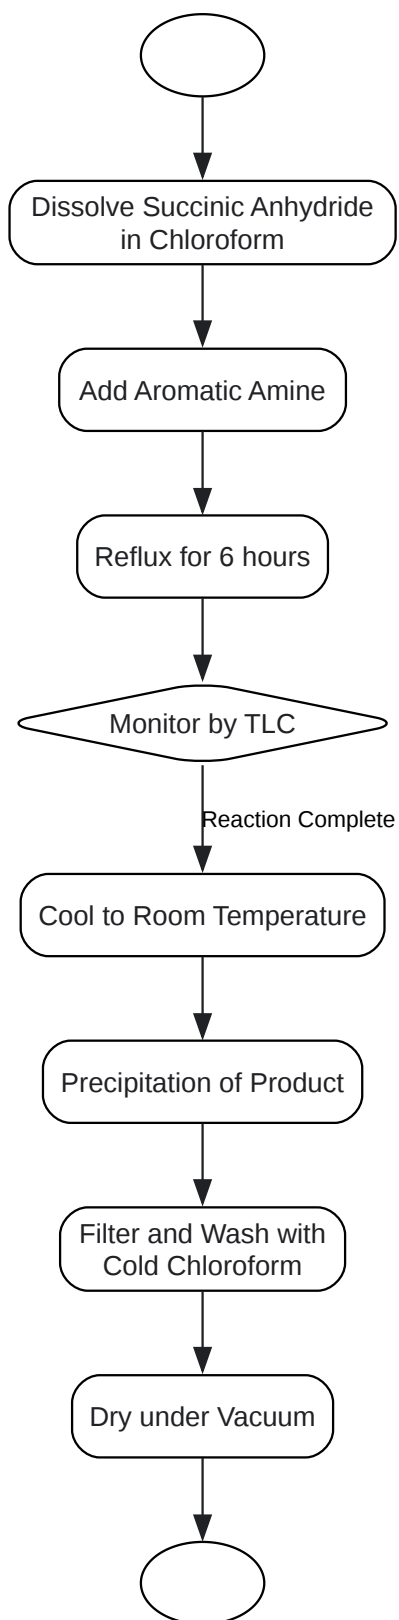 Dissolve Succinic Anhydride
in Chloroform
Add Aromatic Amine
Reflux for 6 hours
Monitor by TLC
Reaction Complete
Cool to Room Temperature
Precipitation of Product
Filter and Wash with
Cold Chloroform
Dry under Vacuum